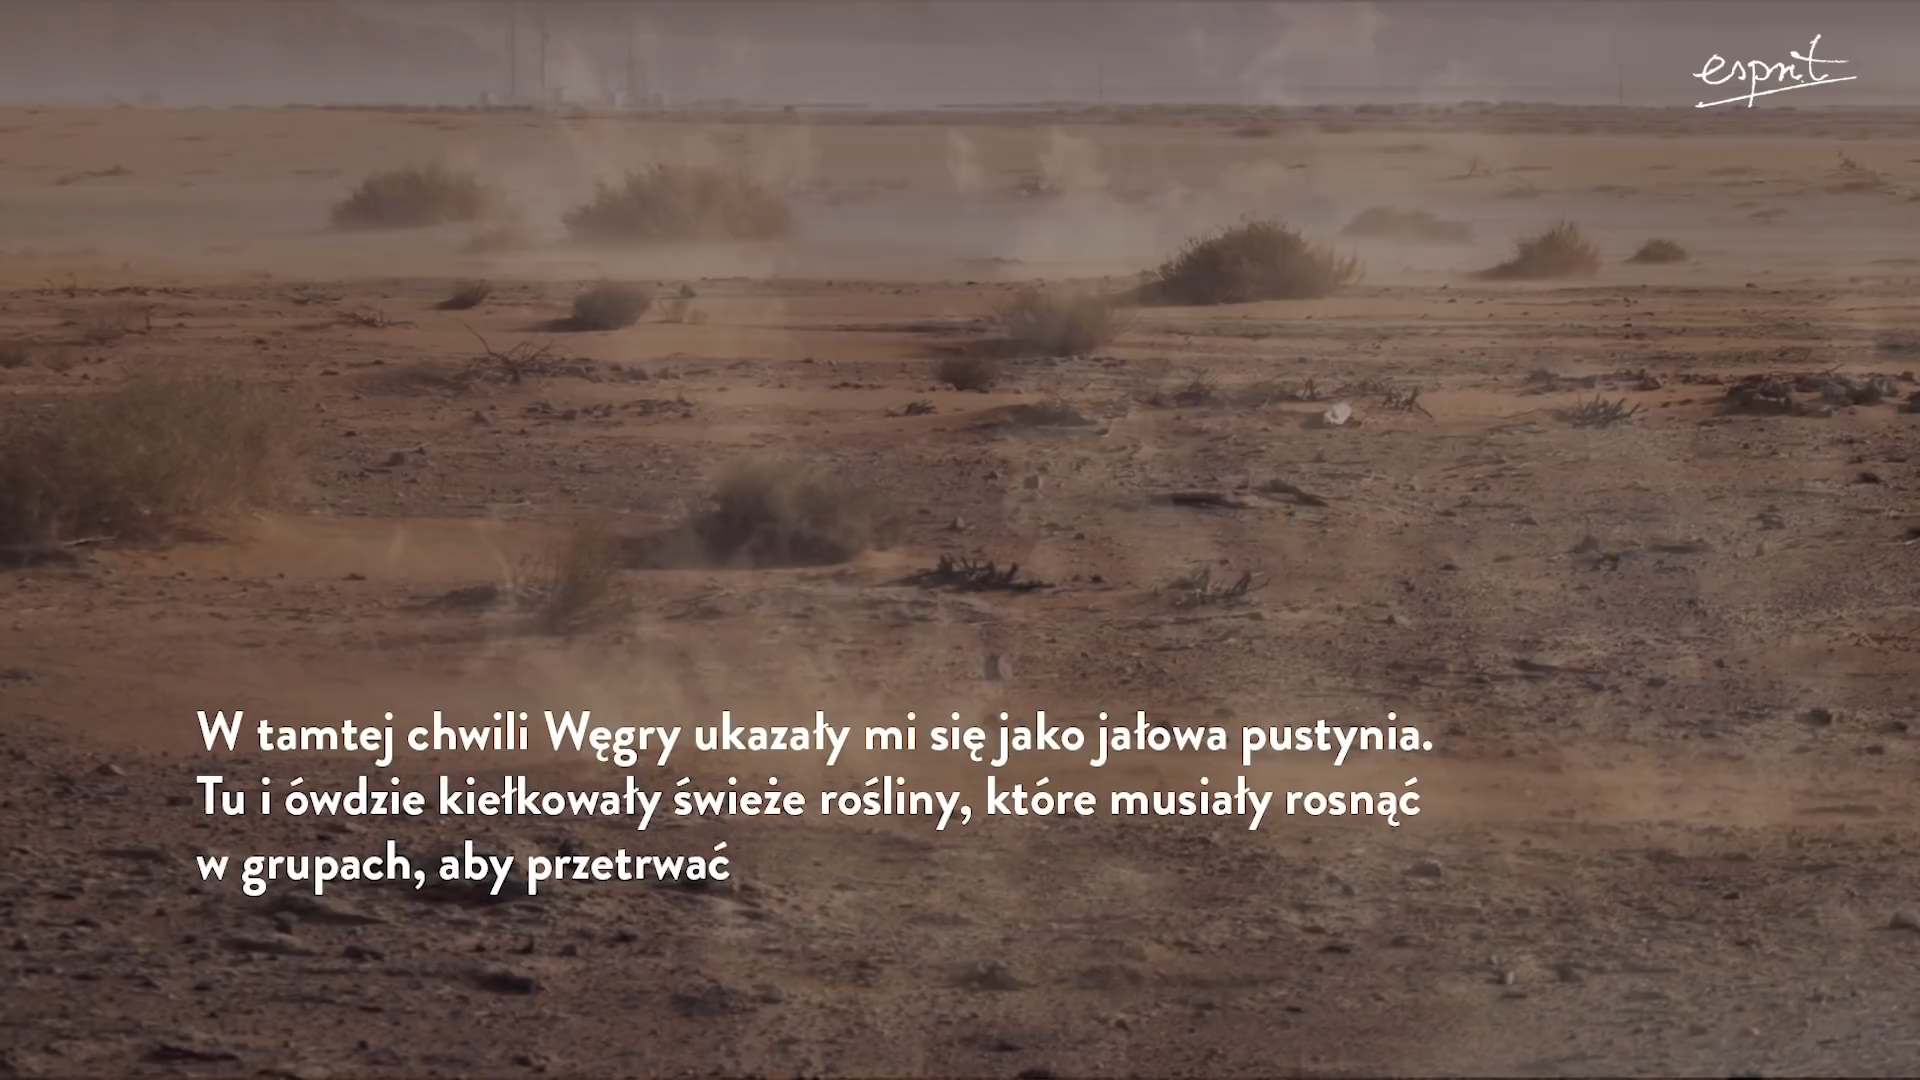 esprit
W tamtej chwili Węgry ukazały mi się jako jałowa pustynia.
Tu i ówdzie kiełkowały świeże rośliny, które musiały rosnąć
w grupach, aby przetrwać